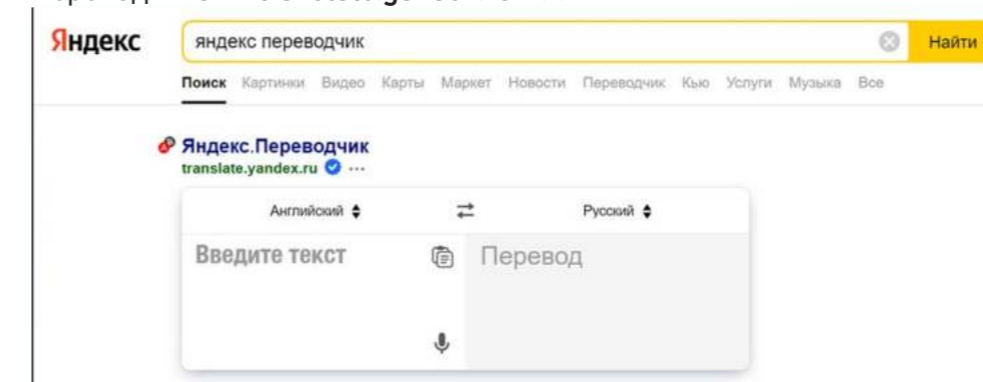 Яндекс яндекс переводчик Найти
Поиск Картинки Видео Карты Маркет Новости Переводчик Кью Услуги Музыка Все
Яндекс.Переводчик
translate.yandex.ru
Английский Русский
Введите текст Перевод